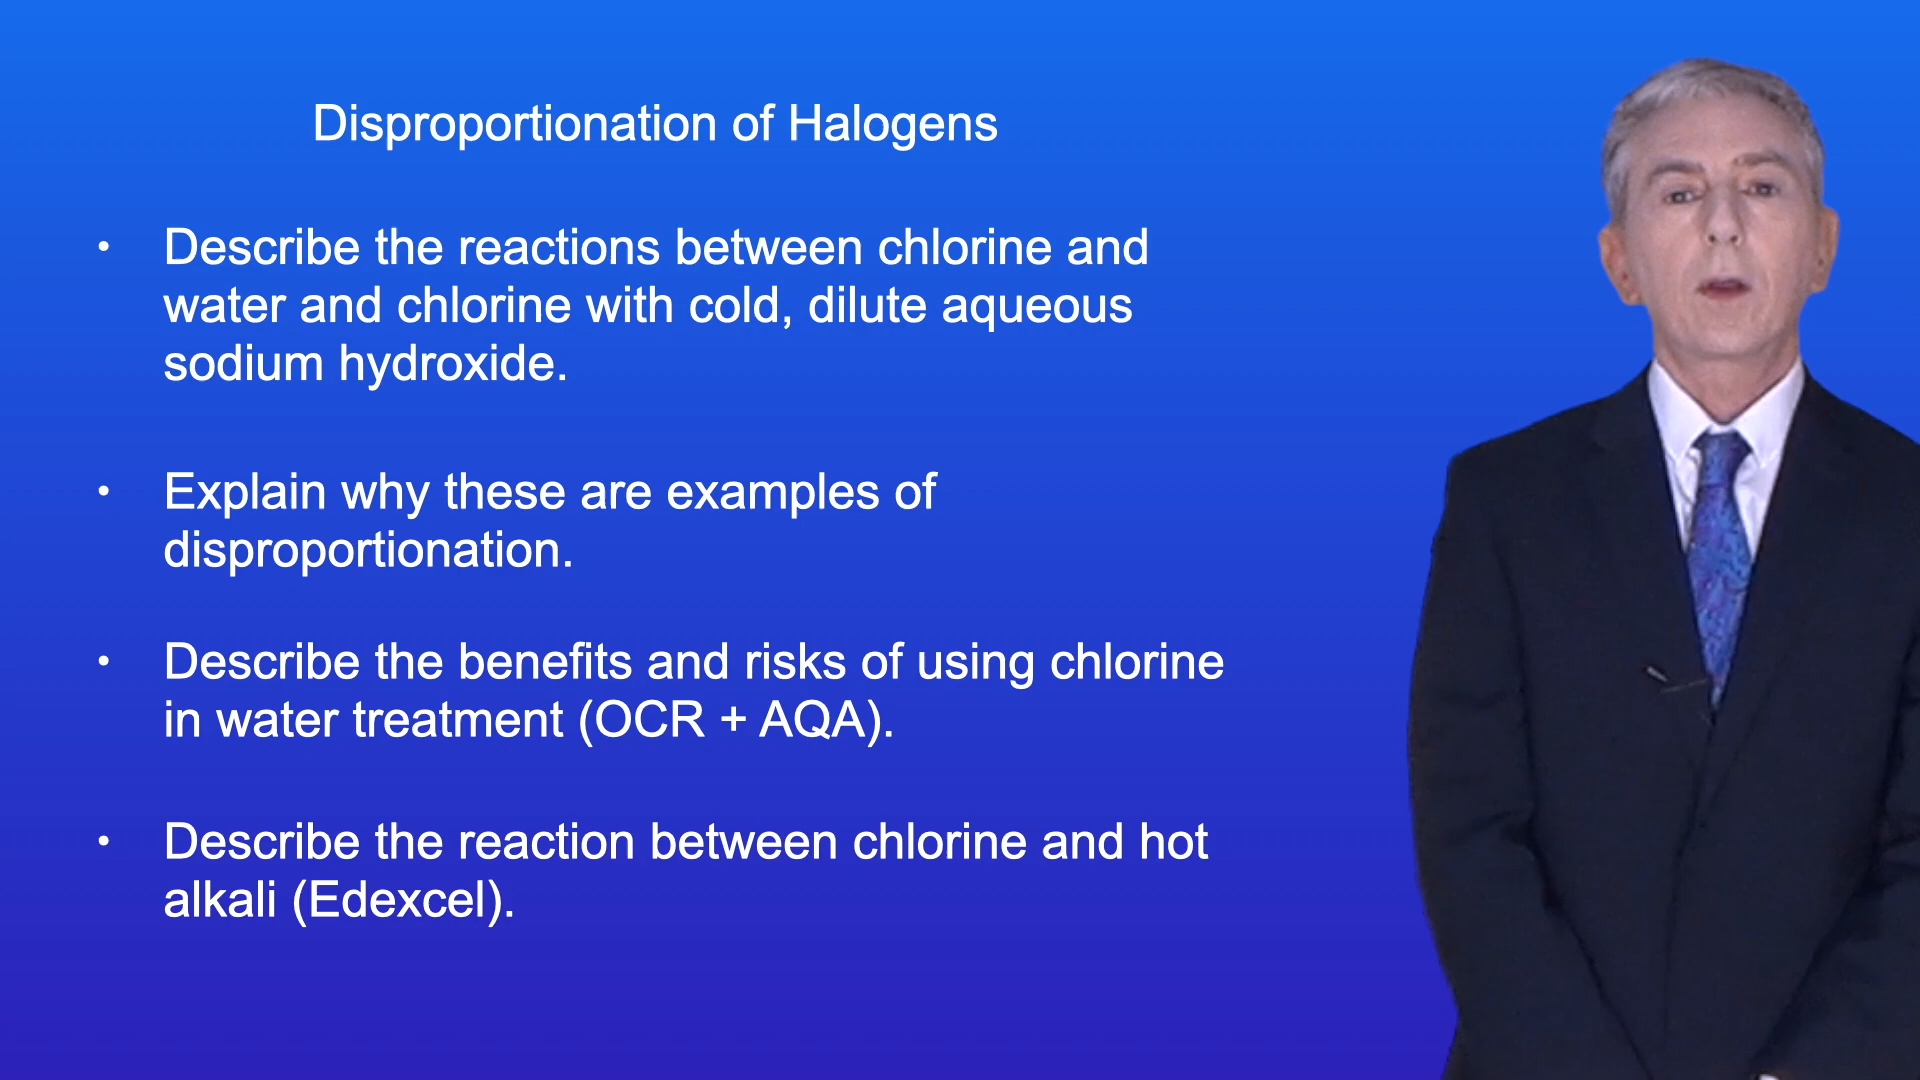 Disproportionation of Halogens
• Describe the reactions between chlorine and
water and chlorine with cold, dilute aqueous
sodium hydroxide.
• Explain why these are examples of
disproportionation.
• Describe the benefits and risks of using chlorine
in water treatment (OCR + AQA).
• Describe the reaction between chlorine and hot
alkali (Edexcel).